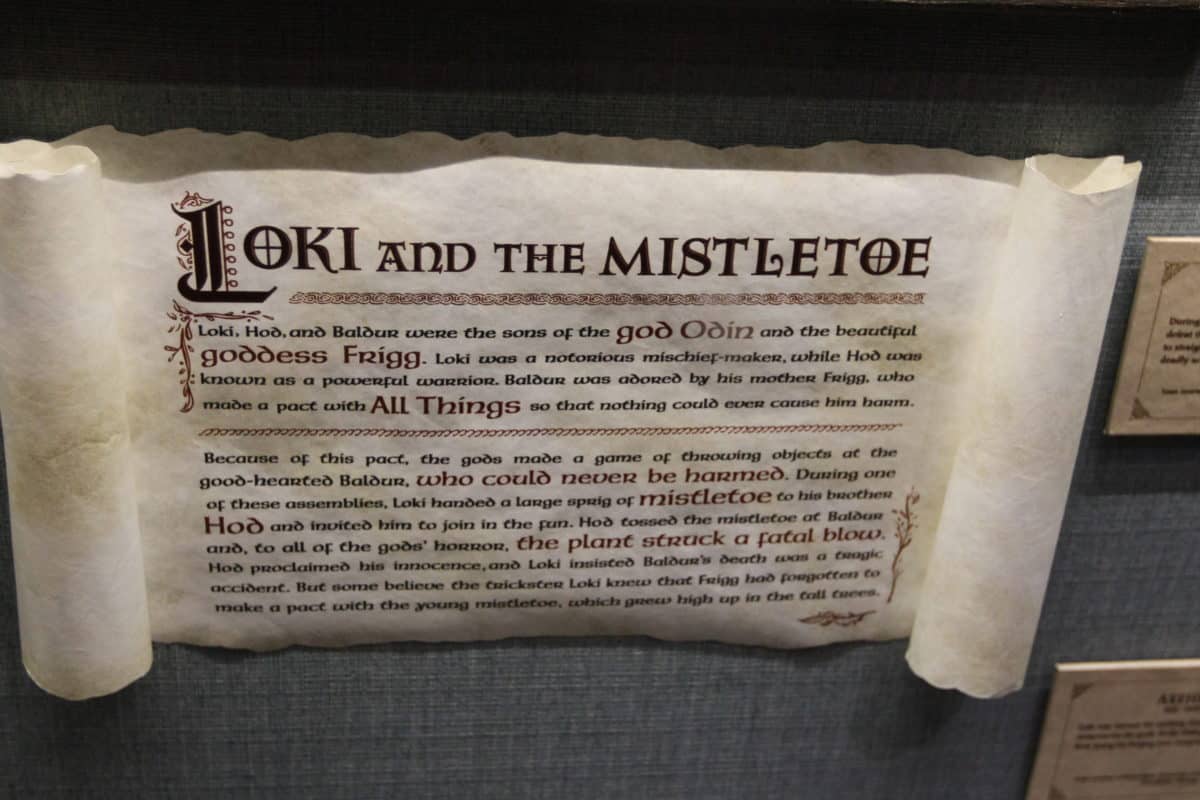 Loki and the Mistletoe
Loki, Hod, and Baldur were the sons of the god Odin and the beautiful
goddess Frigg. Loki was a notorious mischief-maker, while Hod was
known as a powerful warrior. Baldur was adored by his mother Frigg, who
made a pact with All Things so that nothing could ever cause him harm.
Because of this pact, the gods made a game of throwing objects at the
good-hearted Baldur, who could never be harmed. During one
of these assemblies, Loki handed a large sprig of mistletoe to his brother
Hod and invited him to join in the fun. Hod tossed the mistletoe at Baldur
and, to all of the gods' horror, the plant struck a fatal blow.
Hod proclaimed his innocence, and Loki insisted Baldur's death was a tragic
accident. But some believe the trickster Loki knew that Frigg had forgotten to
make a pact with the young mistletoe, which grew high up in the tall trees.
During